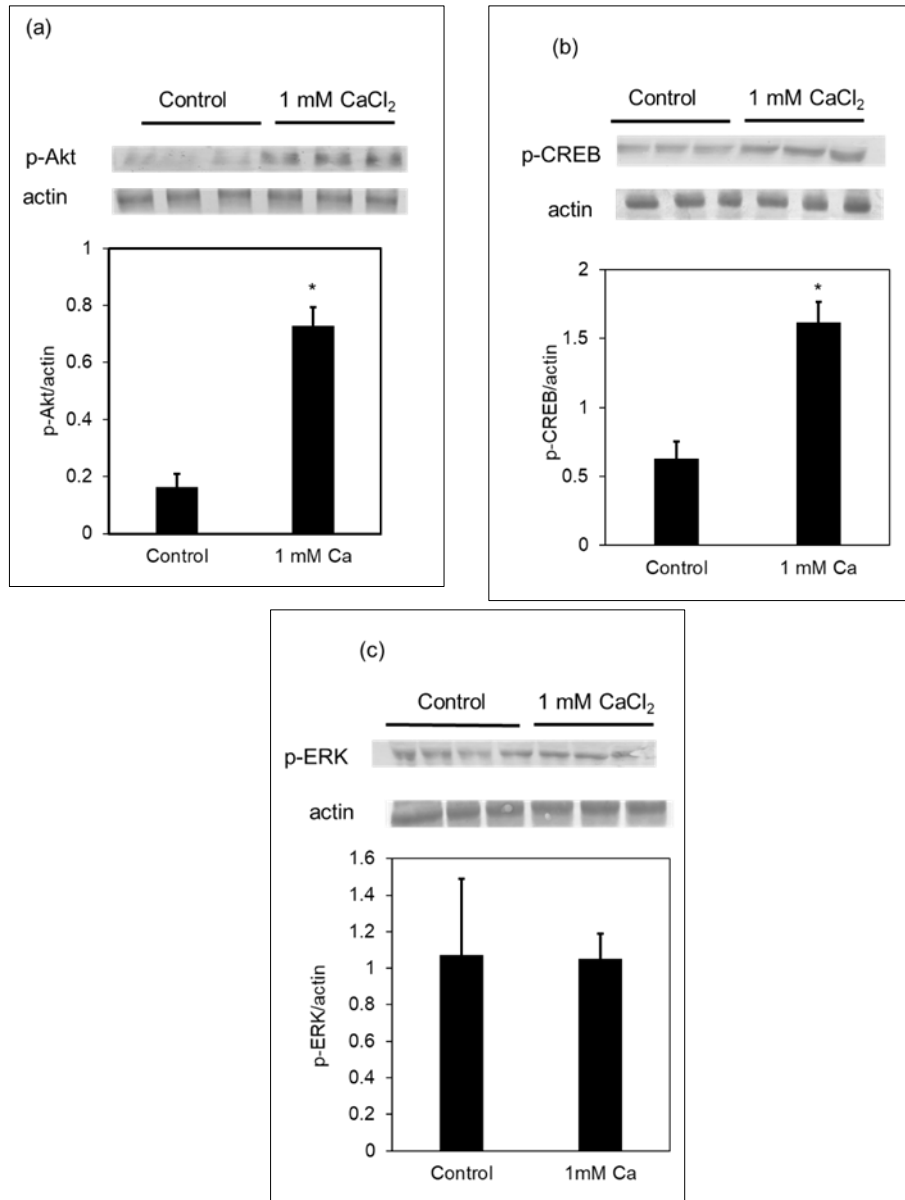 (a)
Control 1 mM CaCl₂
p-Akt
actin
1
0.8
0.6
0.4
0.2
0
p-Akt/actin
*
Control 1 mM Ca
(b)
Control 1 mM CaCl₂
p-CREB
actin
2
1.5
1
0.5
0
p-CREB/actin
*
Control 1 mM Ca
(c)
Control 1 mM CaCl₂
p-ERK
actin
1.6
1.4
1.2
1
0.8
0.6
0.4
0.2
0
p-ERK/actin
Control 1mM Ca